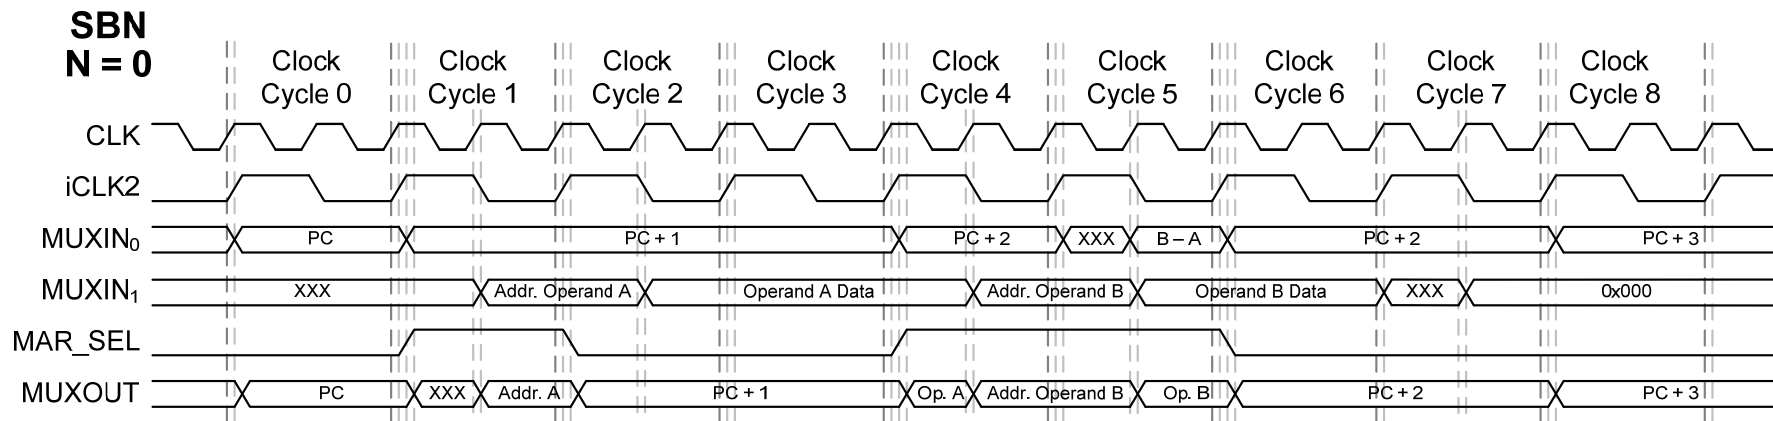 SBN
N = 0
Clock Cycle 0
Clock Cycle 1
Clock Cycle 2
Clock Cycle 3
Clock Cycle 4
Clock Cycle 5
Clock Cycle 6
Clock Cycle 7
Clock Cycle 8
CLK
iCLK2
MUXIN₀ PC PC + 1 PC + 2 XXX B – A PC + 2 PC + 3
MUXIN₁ XXX Addr. Operand A Operand A Data Addr. Operand B Operand B Data XXX 0x000
MAR_SEL
MUXOUT PC XXX Addr. A PC + 1 Op. A Addr. Operand B Op. B PC + 2 PC + 3